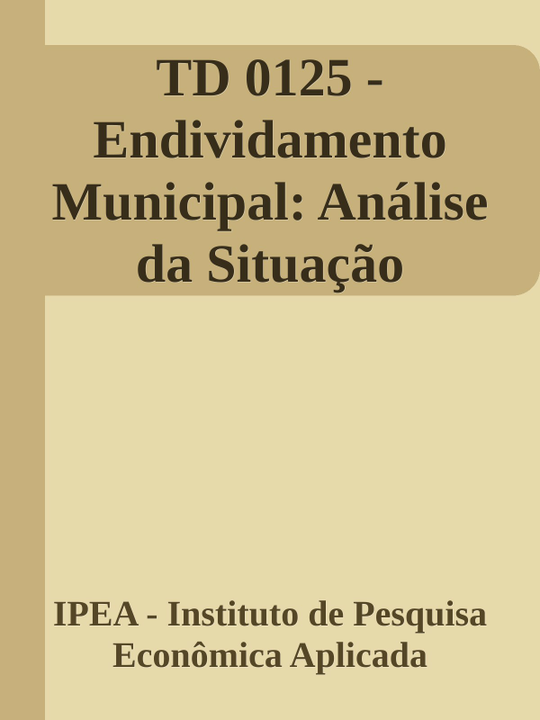 TD 0125 -
Endividamento
Municipal: Análise
da Situação
IPEA - Instituto de Pesquisa
Econômica Aplicada